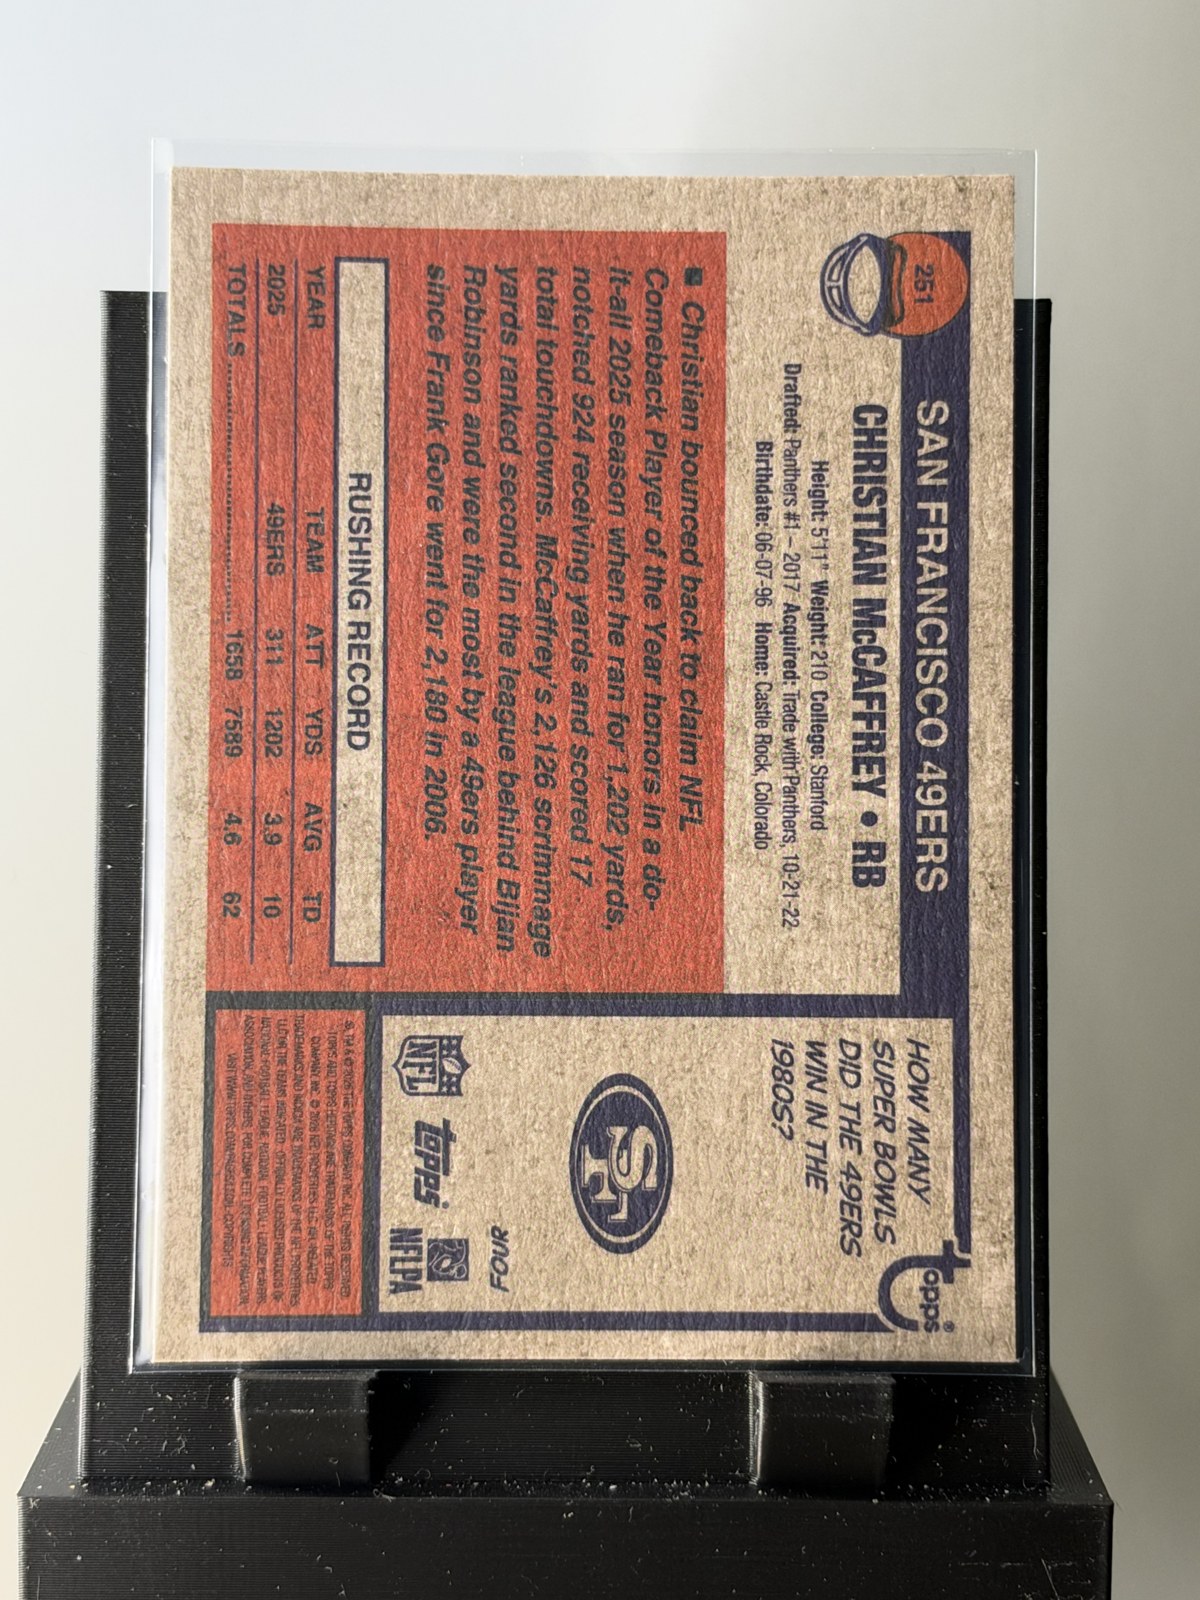 251
SAN FRANCISCO 49ERS
CHRISTIAN McCAFFREY • RB
Height: 5'11" Weight: 210 College: Stanford
Drafted: Panthers #1 – 2017 Acquired: Trade with Panthers, 10-21-22
Birthdate: 06-07-96 Home: Castle Rock, Colorado
■ Christian bounced back to claim NFL
Comeback Player of the Year honors in a do-
it-all 2025 season when he ran for 1,202 yards,
notched 924 receiving yards and scored 17
total touchdowns. McCaffrey's 2,126 scrimmage
yards ranked second in the league behind Bijan
Robinson and were the most by a 49ers player
since Frank Gore went for 2,180 in 2006.
RUSHING RECORD
YEAR TEAM ATT YDS AVG TD
2025 49ERS 311 1202 3.9 10
TOTALS 1658 7589 4.6 62
topps®
HOW MANY
SUPER BOWLS
DID THE 49ERS
WIN IN THE
1980S?
SF
FOUR
NFL topps NFLPA